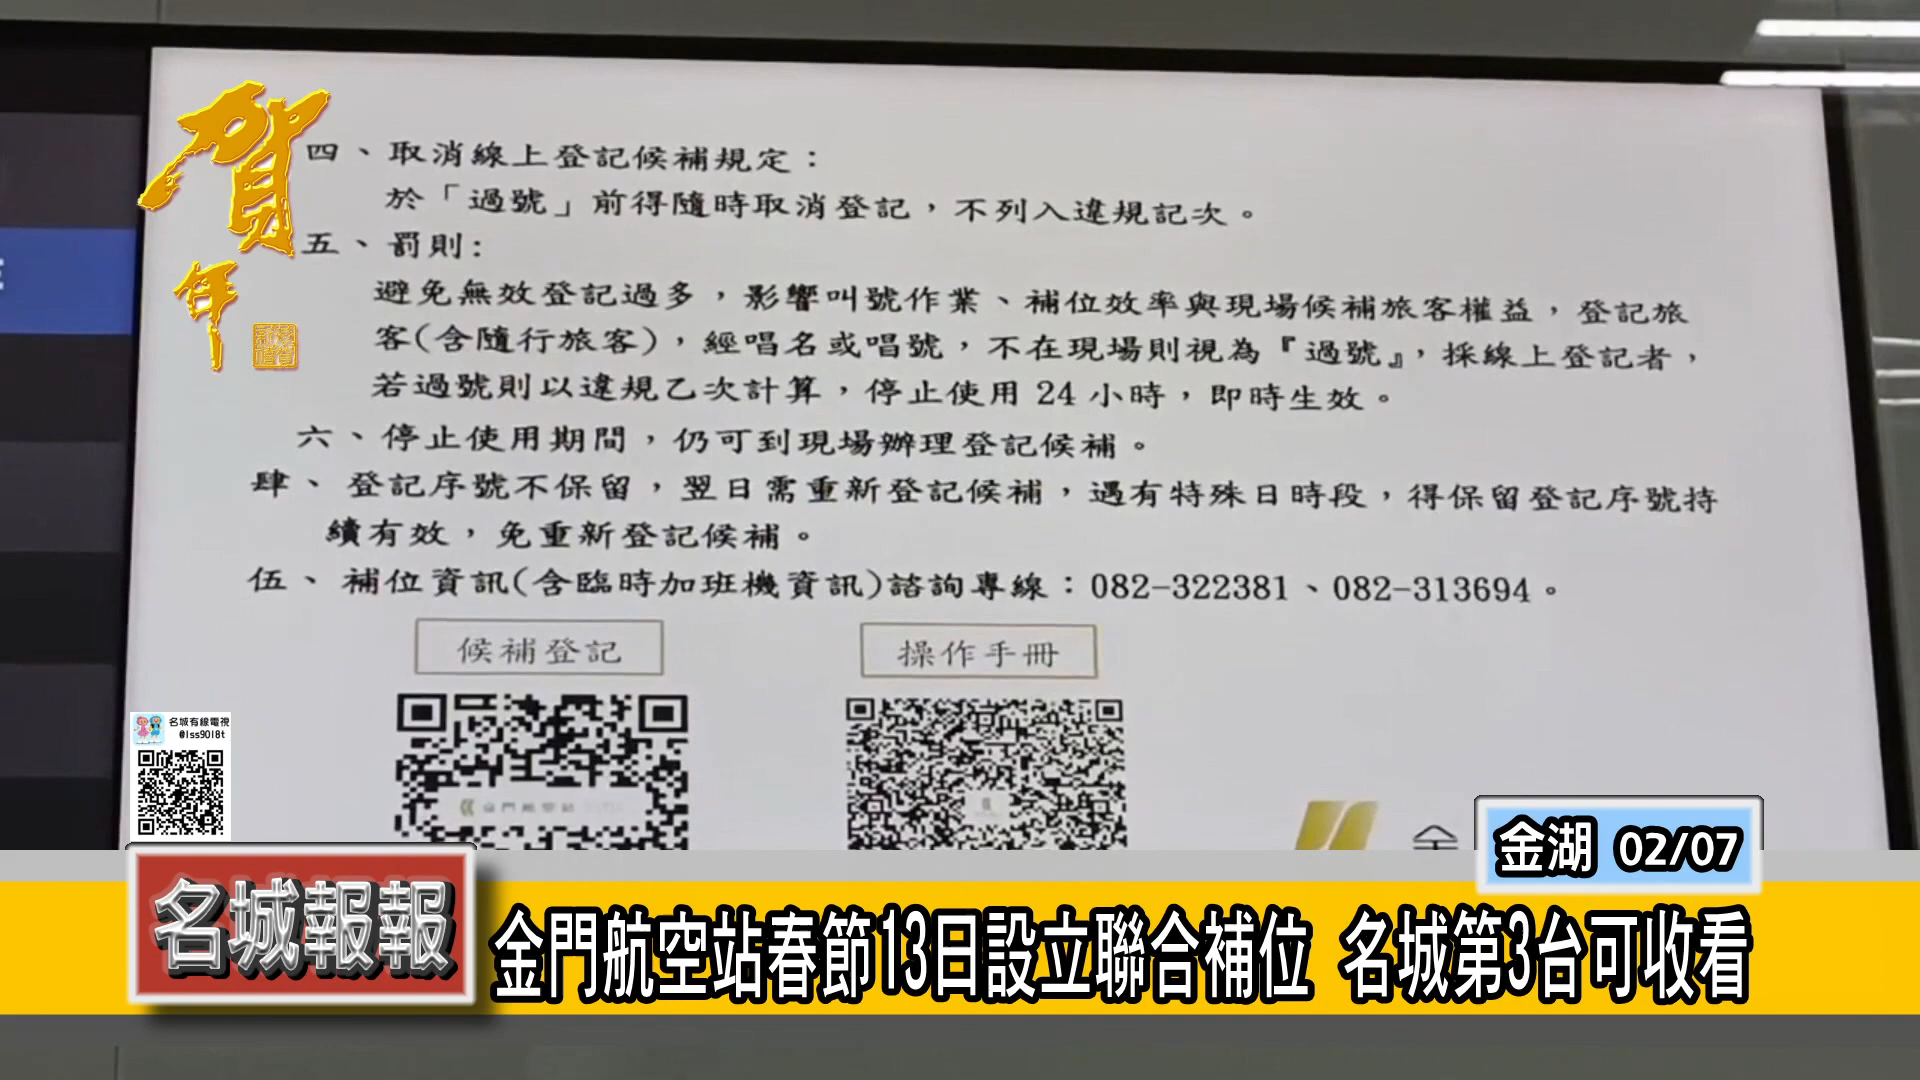 賀
年
四、取消線上登記候補規定：
於「過號」前得隨時取消登記，不列入違規記次。
五、罰則:
避免無效登記過多，影響叫號作業、補位效率與現場候補旅客權益，登記旅
客(含隨行旅客)，經唱名或唱號，不在現場則視為『過號』，採線上登記者，
若過號則以違規乙次計算，停止使用 24 小時，即時生效。
六、停止使用期間，仍可到現場辦理登記候補。
肆、登記序號不保留，翌日需重新登記候補，遇有特殊日時段，得保留登記序號持
續有效，免重新登記候補。
伍、補位資訊(含臨時加班機資訊)諮詢專線：082-322381、082-313694。
候補登記
操作手冊
名城有線電視
@lss9018t
金門航空站
金湖 02/07
名城報報
金門航空站春節13日設立聯合補位 名城第3台可收看